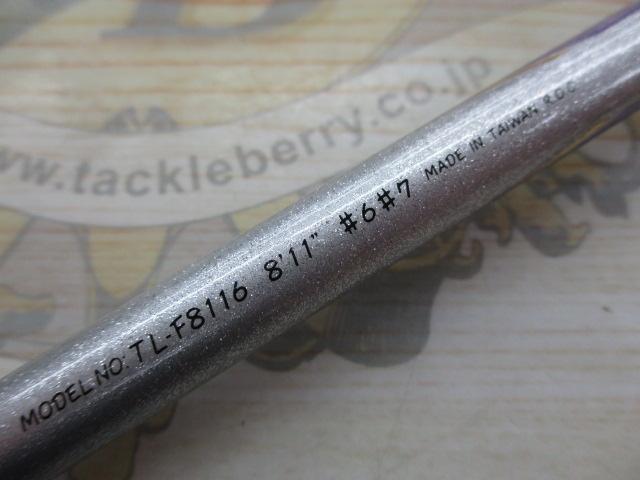 www.tackleberry.co.jp
MODEL NO: TL-F8116 8'11" #6#7 MADE IN TAIWAN R.O.C